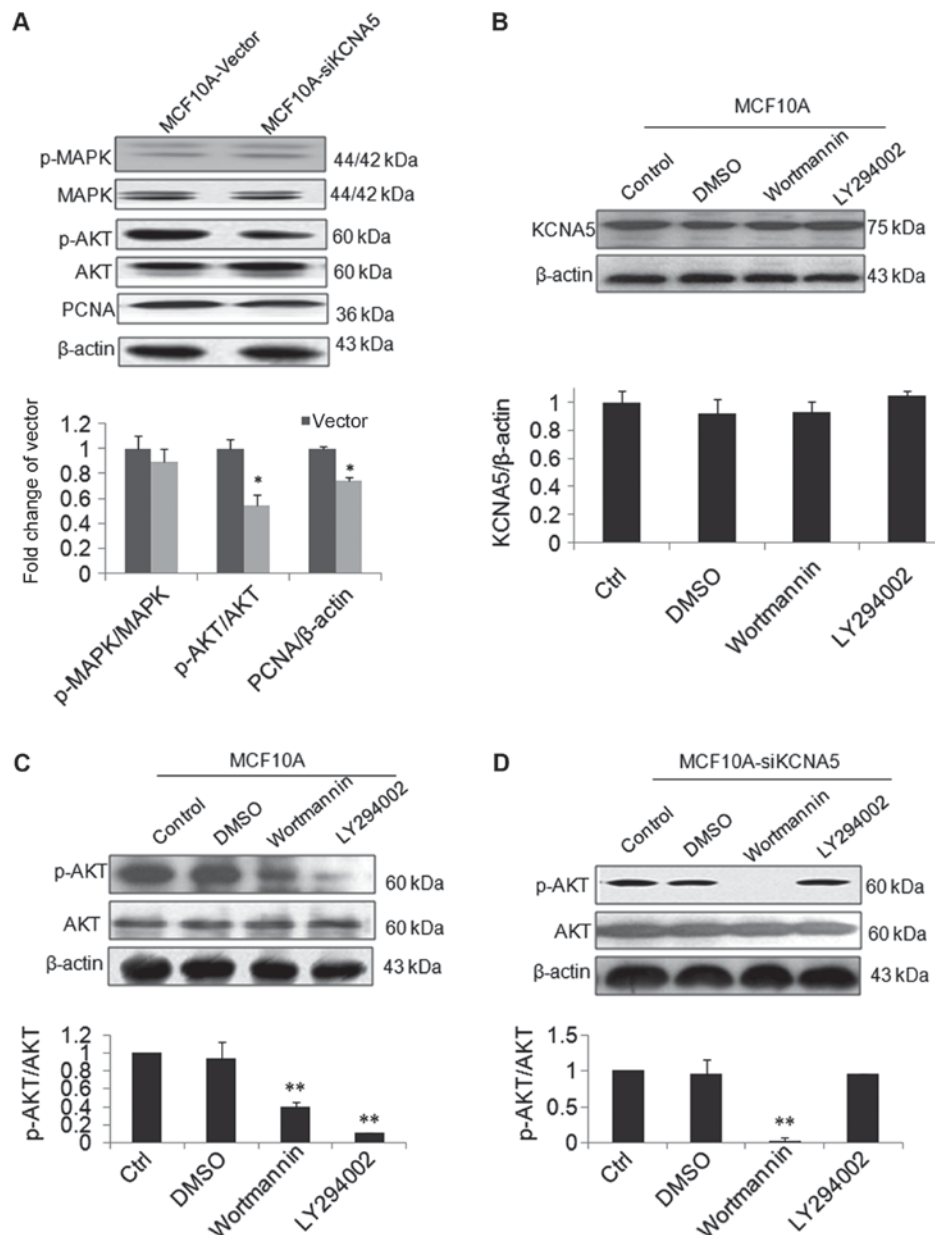 A
MCF10A-Vector
MCF10A-siKCNA5
p-MAPK
44/42 kDa
MAPK
44/42 kDa
p-AKT
60 kDa
AKT
60 kDa
PCNA
36 kDa
β-actin
43 kDa
Fold change of vector
1.2
1
0.8
0.6
0.4
0.2
0
Vector
*
*
p-MAPK/MAPK
p-AKT/AKT
PCNA/β-actin
B
MCF10A
Control
DMSO
Wortmannin
LY294002
KCNA5
75 kDa
β-actin
43 kDa
KCNA5/β-actin
1
0.8
0.6
0.4
0.2
0
Ctrl
DMSO
Wortmannin
LY294002
C
MCF10A
Control
DMSO
Wortmannin
LY294002
p-AKT
60 kDa
AKT
60 kDa
β-actin
43 kDa
p-AKT/AKT
1.2
1
0.8
0.6
0.4
0.2
0
**
**
Ctrl
DMSO
Wortmannin
LY294002
D
MCF10A-siKCNA5
Control
DMSO
Wortmannin
LY294002
p-AKT
60 kDa
AKT
60 kDa
β-actin
43 kDa
p-AKT/AKT
1.5
1
0.5
0
**
Ctrl
DMSO
Wortmannin
LY294002